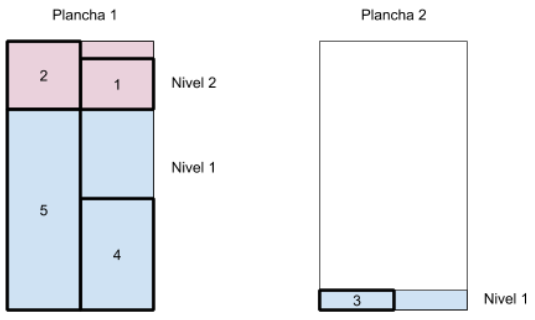 Plancha 1
Plancha 2
2
1
Nivel 2
Nivel 1
5
4
3
Nivel 1